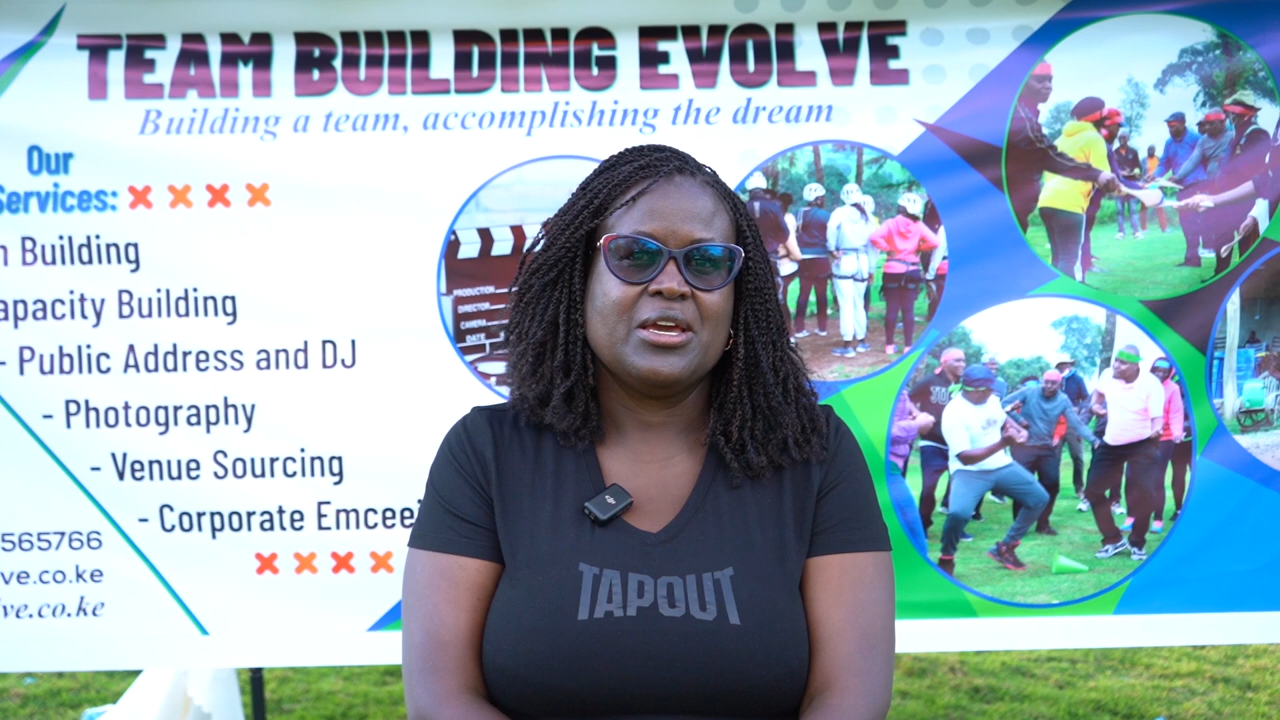 TEAM BUILDING EVOLVE
Building a team, accomplishing the dream
Our
Services:
Building
apacity Building
- Public Address and DJ
- Photography
- Venue Sourcing
- Corporate Emcee
565766
ve.co.ke
ve.co.ke
PRODUCTION
DIRECTOR
CAMERA
DATE
dji
TAPOUT